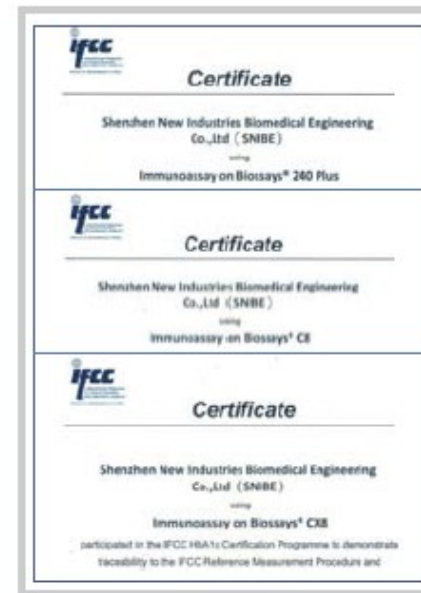 ifcc
Certificate
Shenzhen New Industries Biomedical Engineering
Co.,Ltd（SNIBE）
using
Immunoassay on Biossays® 240 Plus
ifcc
Certificate
Shenzhen New Industries Biomedical Engineering
Co.,Ltd（SNIBE）
using
Immunoassay on Biossays® C8
ifcc
Certificate
Shenzhen New Industries Biomedical Engineering
Co.,Ltd（SNIBE）
using
Immunoassay on Biossays® CX8
participated in the IFCC HbA1c Certification Programme to demonstrate
traceability to the IFCC Reference Measurement Procedure and